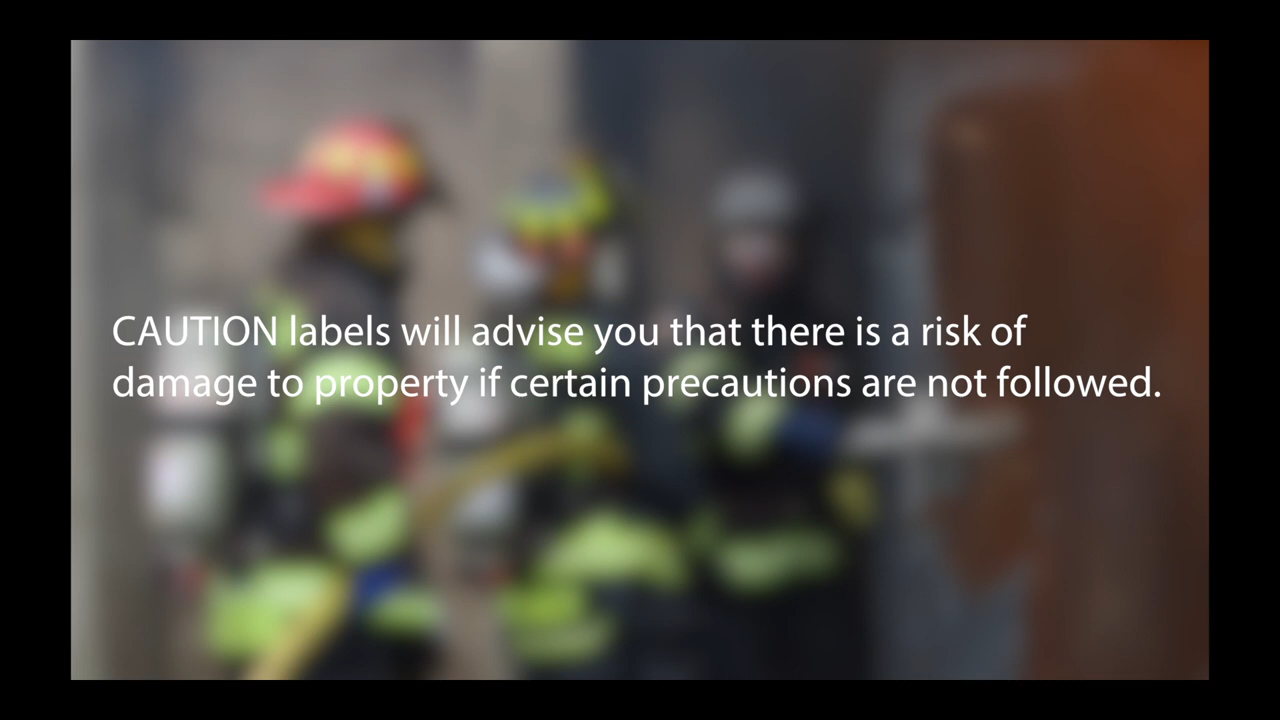 CAUTION labels will advise you that there is a risk of
damage to property if certain precautions are not followed.